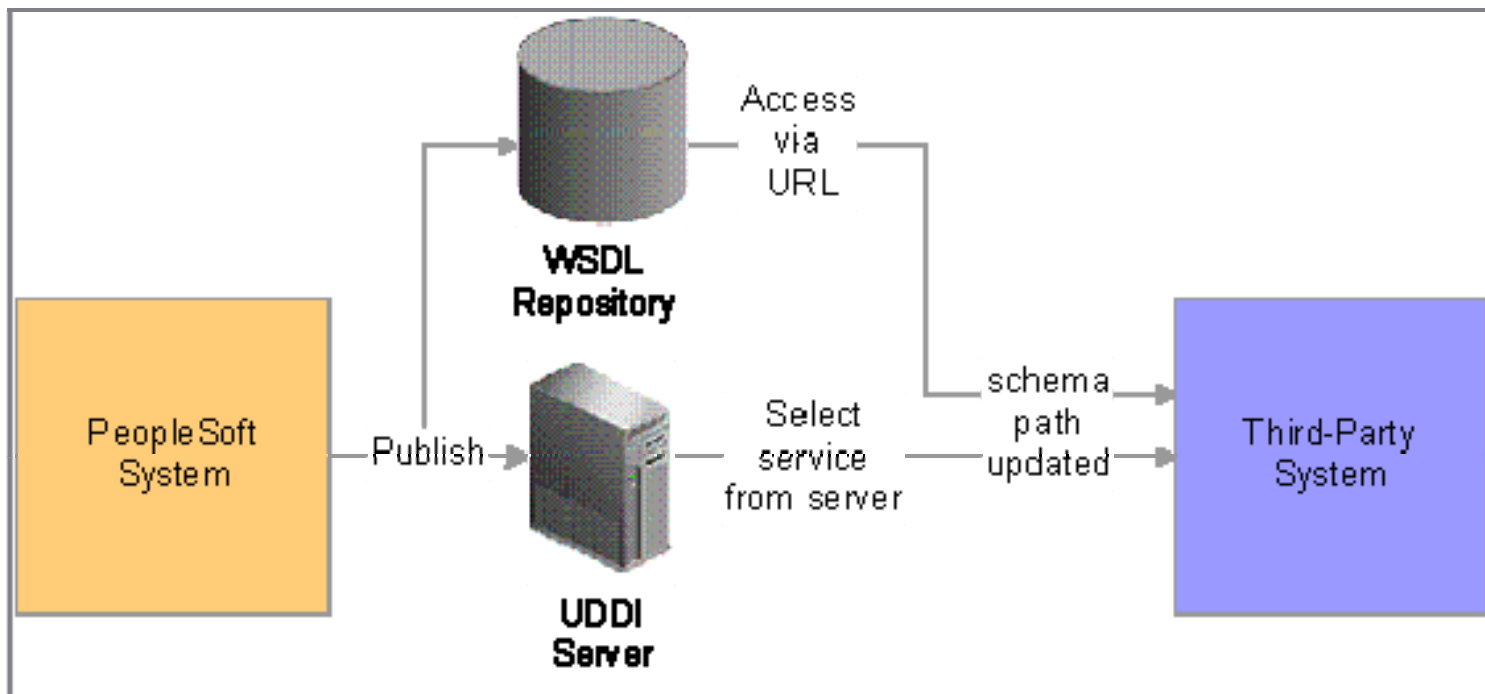 Access
via
URL
WSDL
Repository
PeopleSoft
System
Publish
Select
service
from server
schema
path
updated
Third-Party
System
UDDI
Server